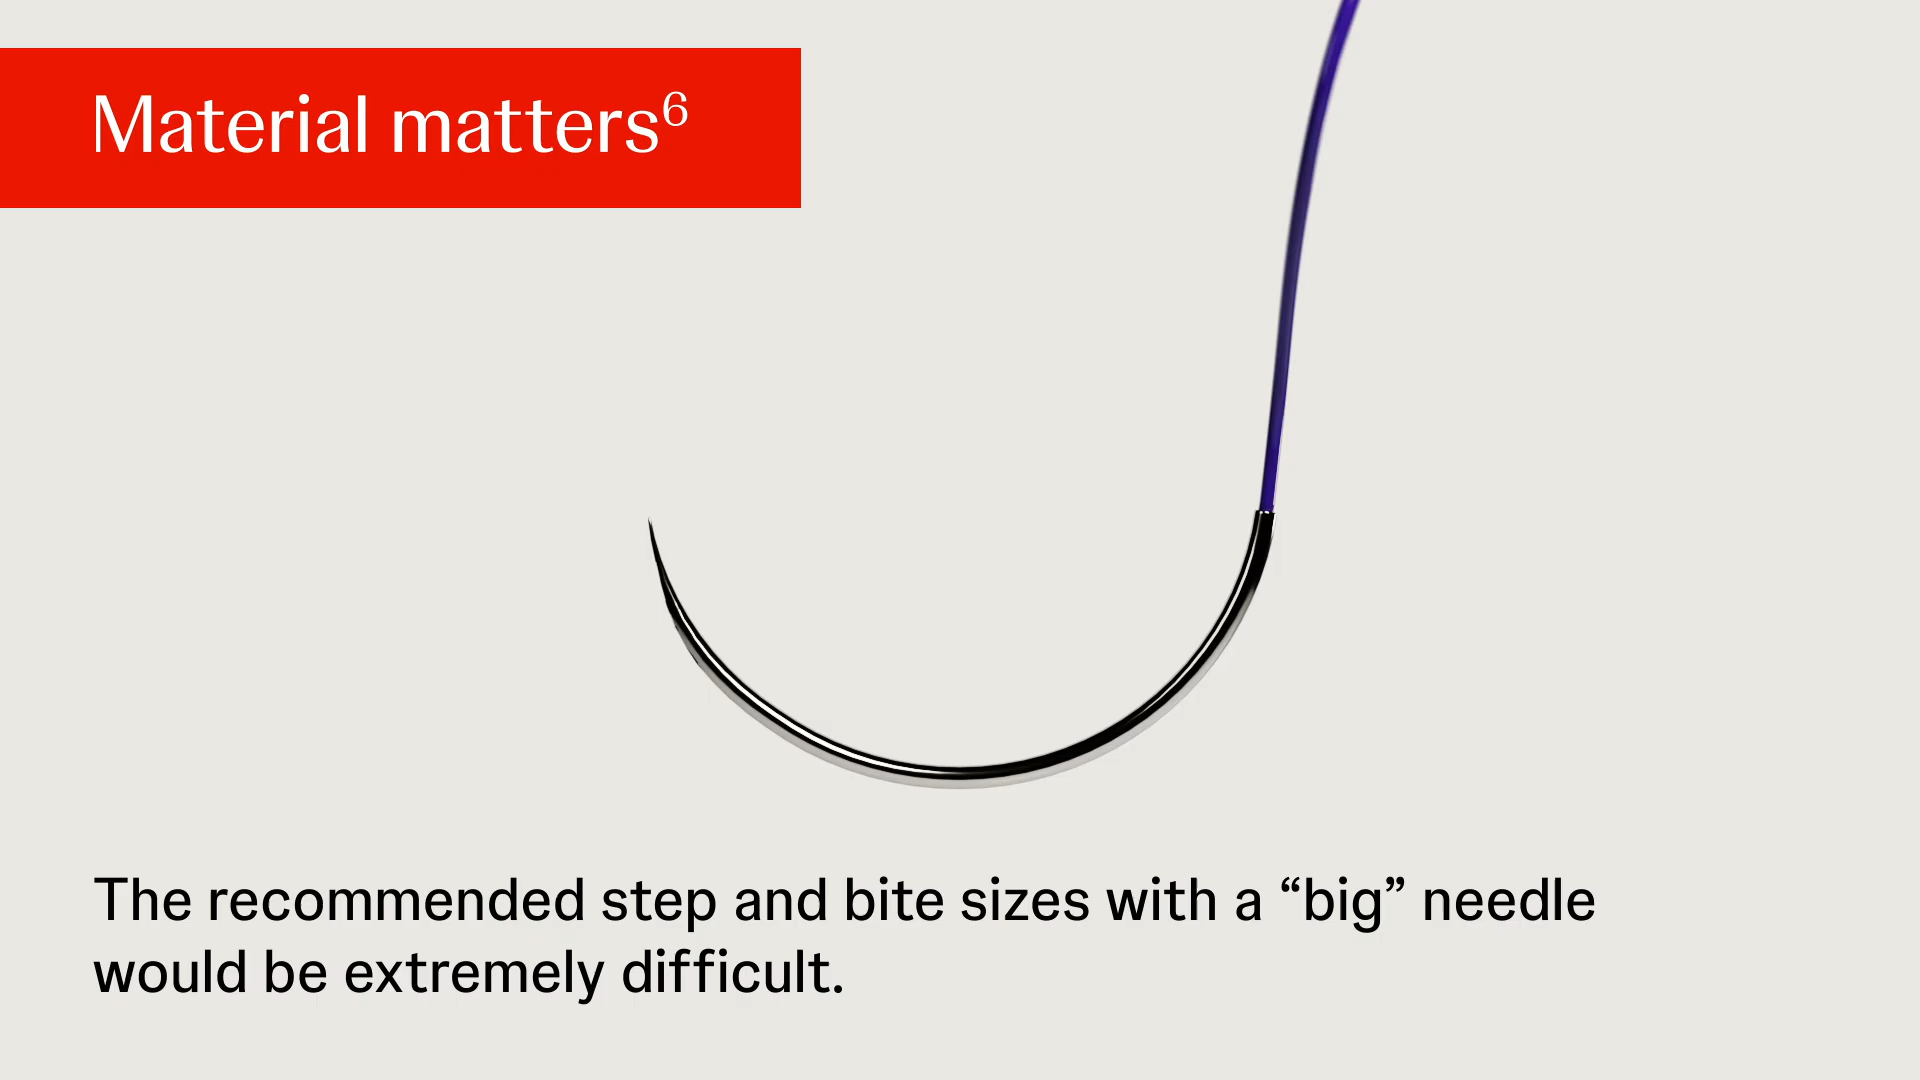 Material matters⁶
The recommended step and bite sizes with a “big” needle
would be extremely difficult.